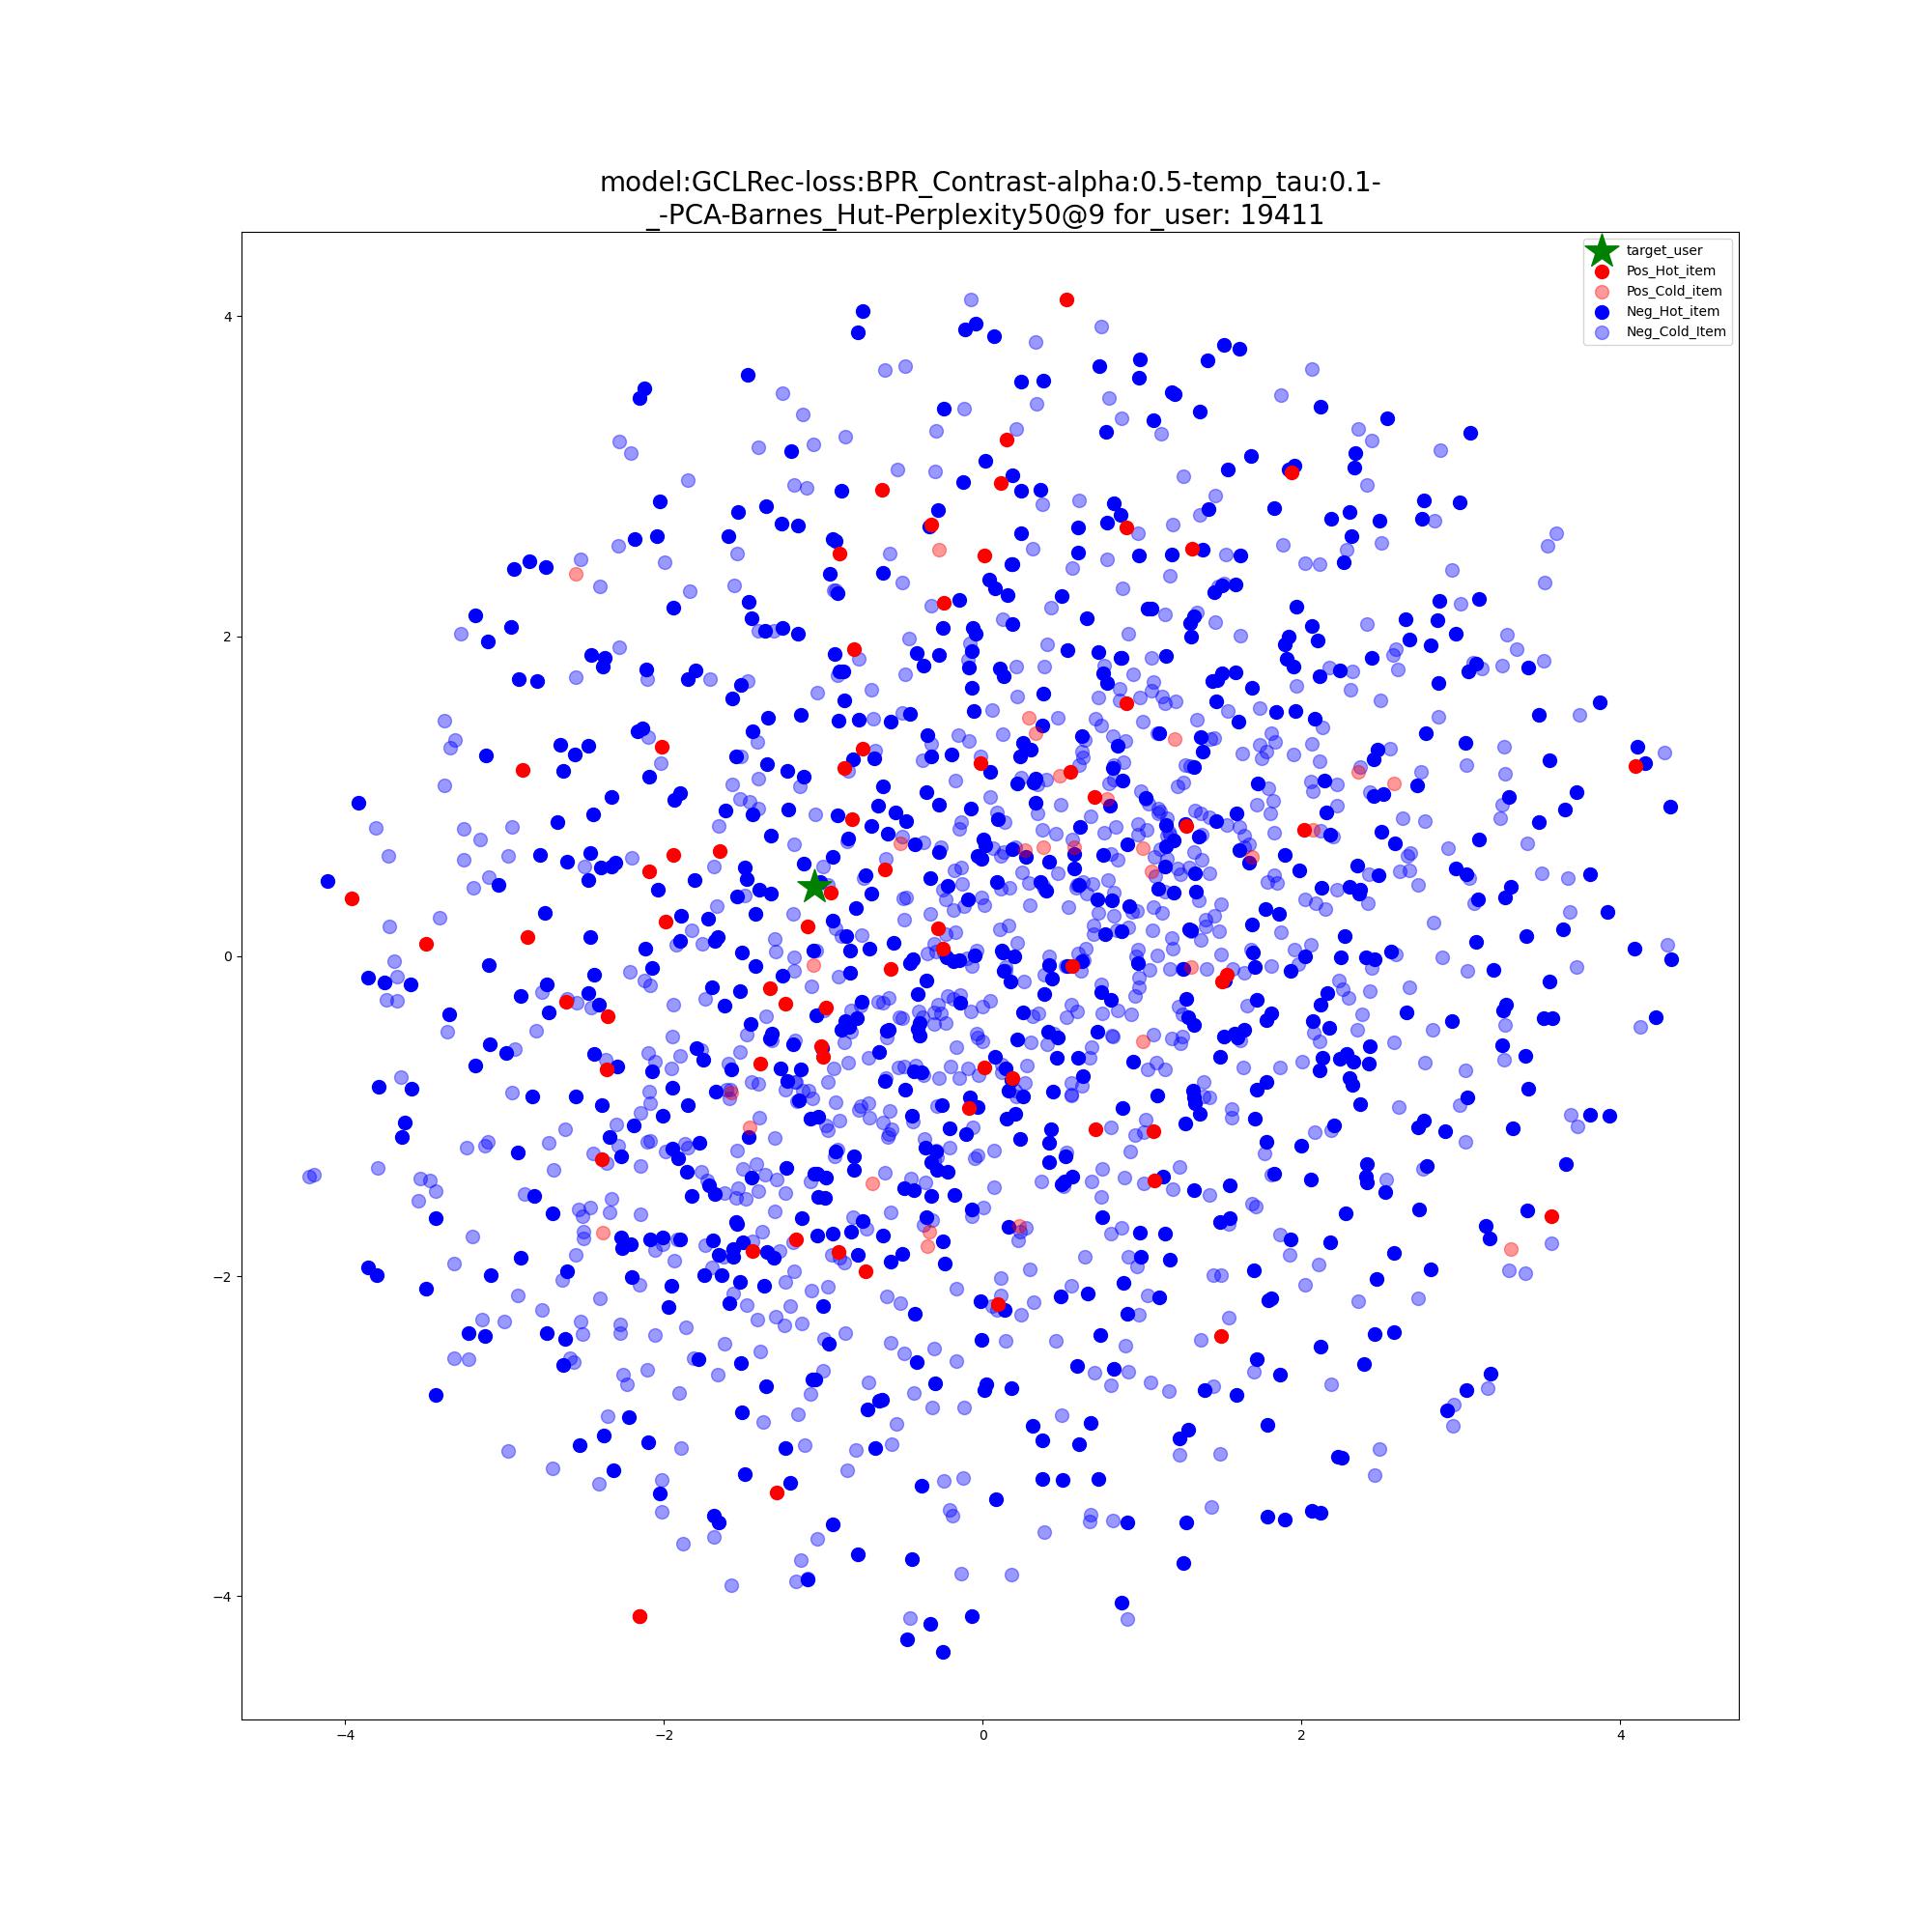 model:GCLRec-loss:BPR_Contrast-alpha:0.5-temp_tau:0.1-
_-PCA-Barnes_Hut-Perplexity50@9 for_user: 19411
target_user
Pos_Hot_item
Pos_Cold_item
Neg_Hot_item
Neg_Cold_Item
4
2
0
−2
−4
−4
−2
0
2
4